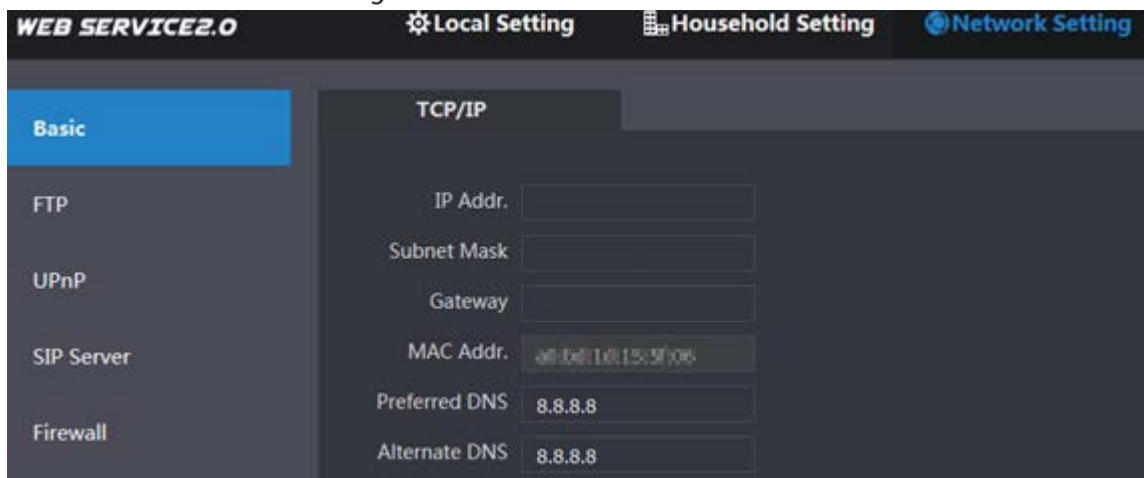 WEB SERVICE2.0
Local Setting
Household Setting
Network Setting
Basic
FTP
UPnP
SIP Server
Firewall
TCP/IP
IP Addr.
Subnet Mask
Gateway
MAC Addr.
Preferred DNS 8.8.8.8
Alternate DNS 8.8.8.8